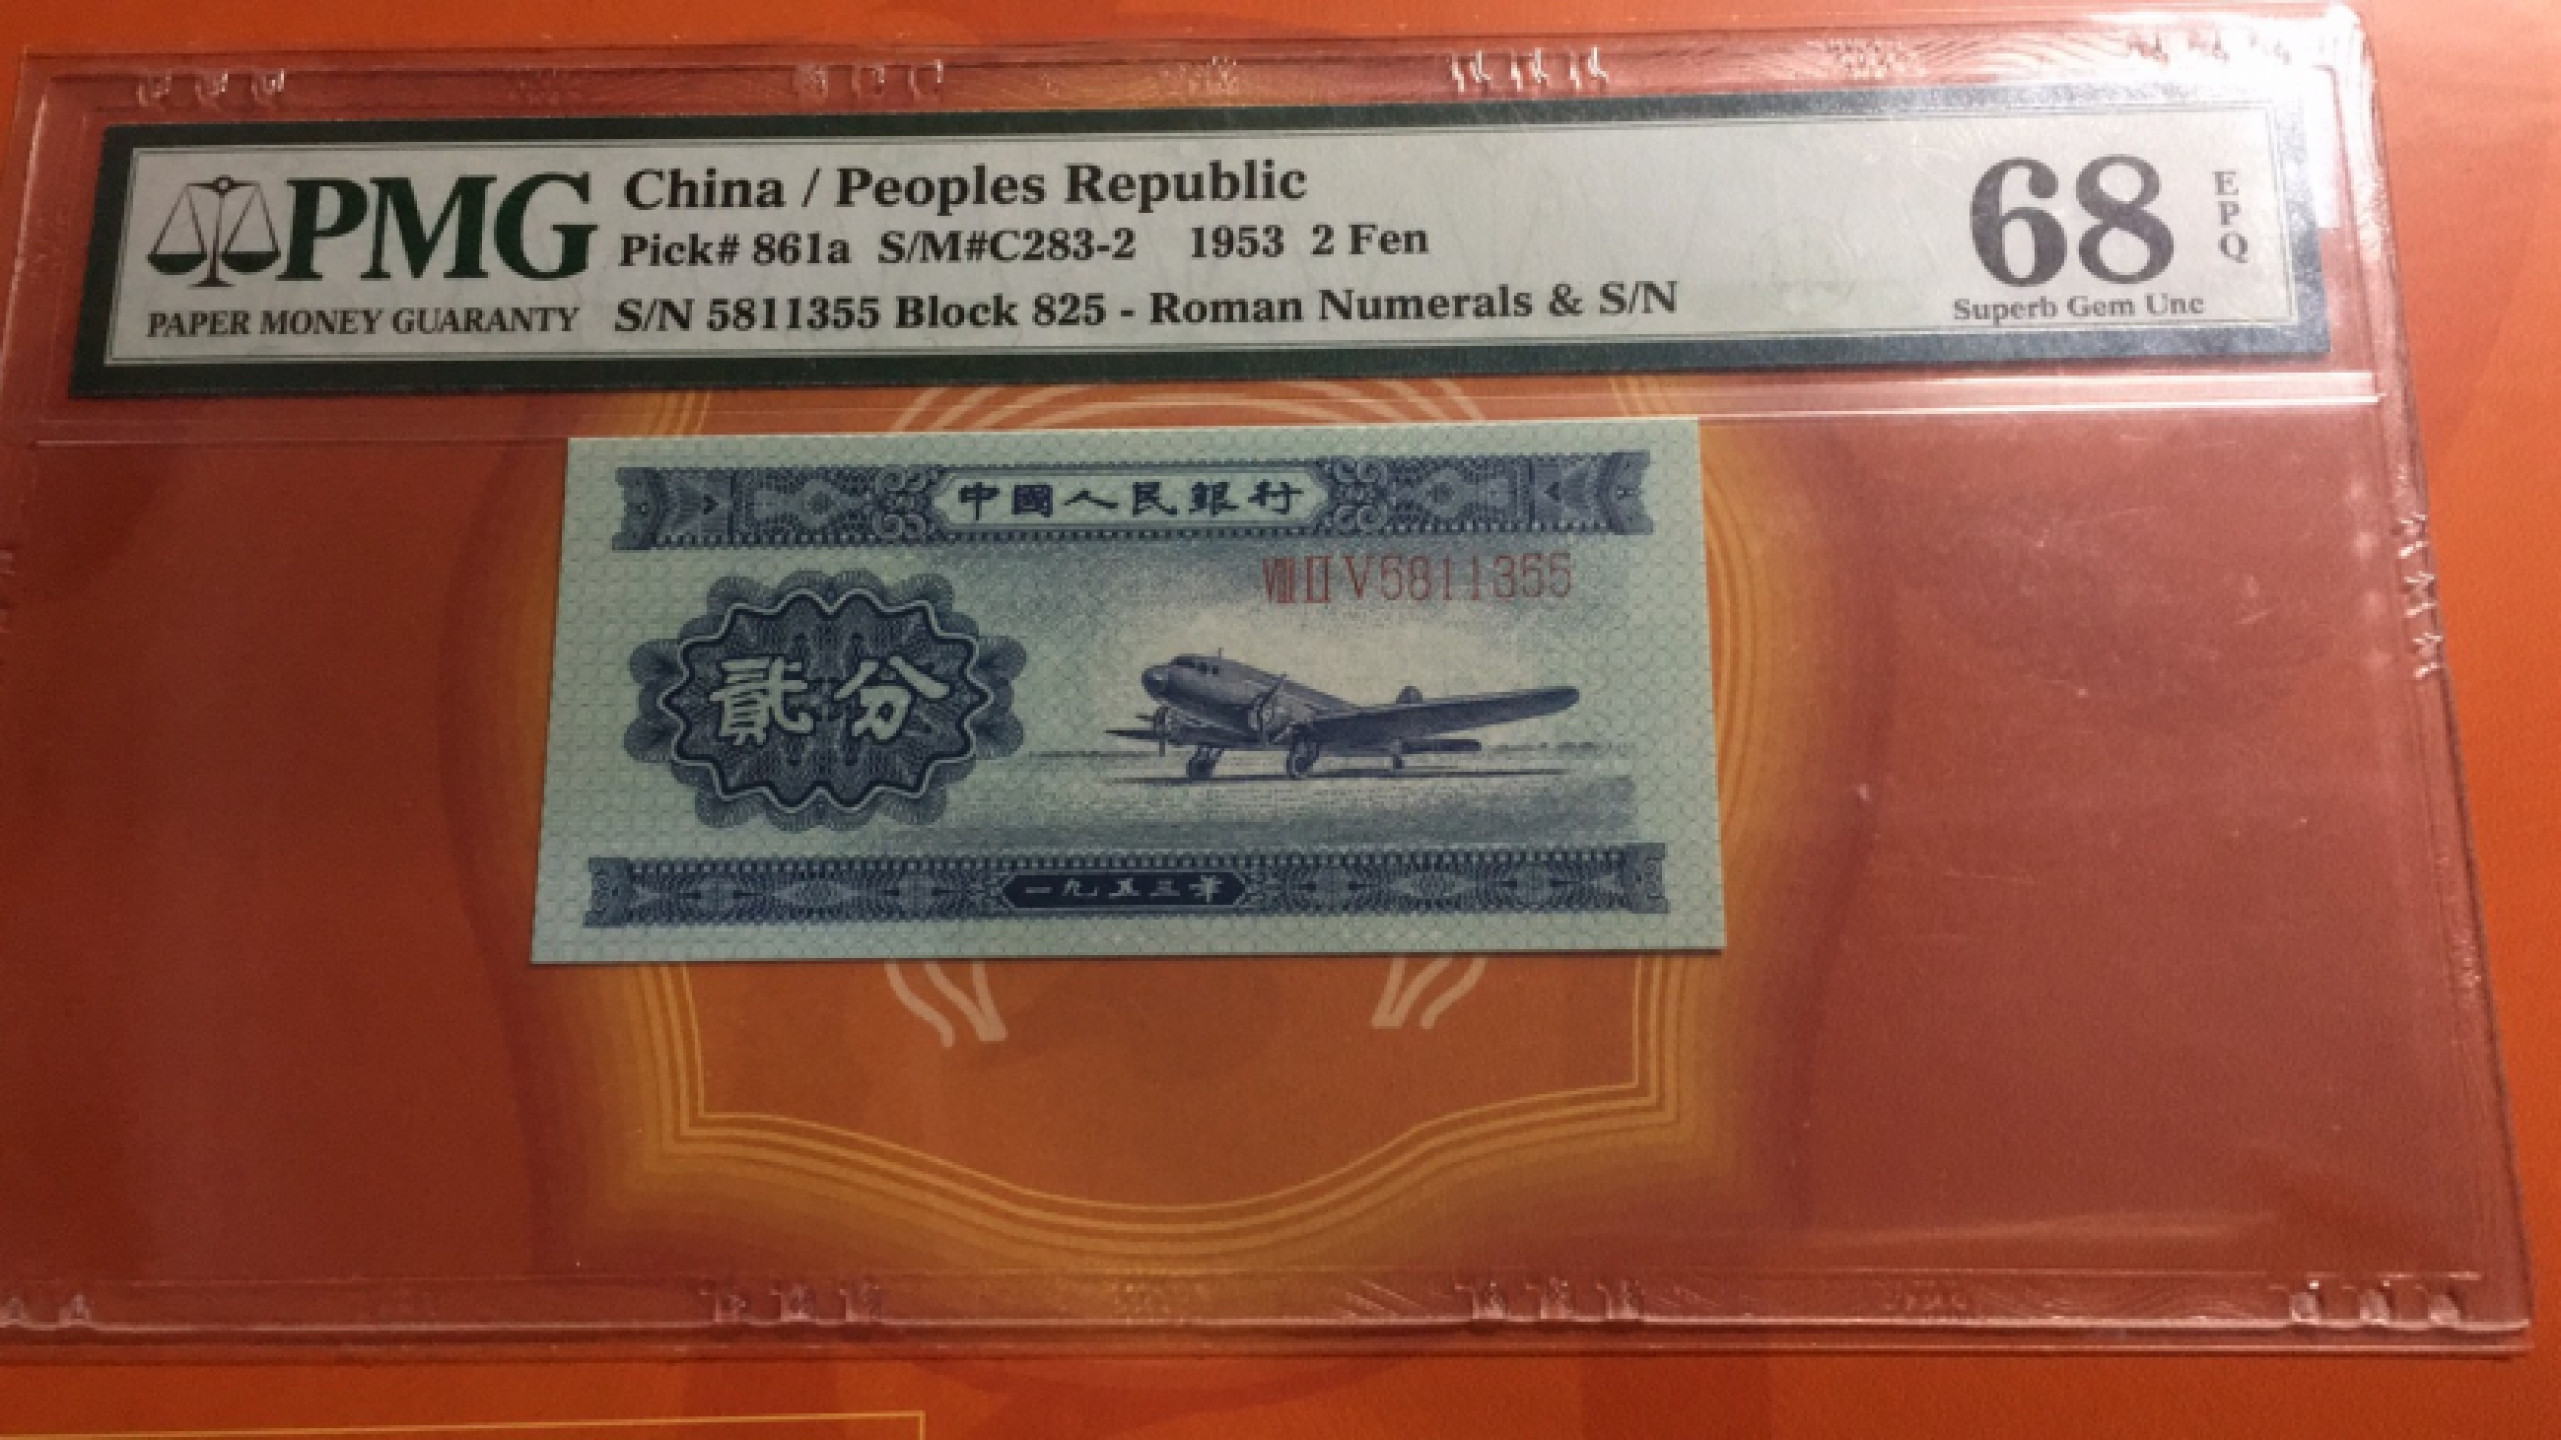 PMG
PAPER MONEY GUARANTY
China / Peoples Republic
Pick# 861a S/M#C283-2 1953 2 Fen
S/N 5811355 Block 825 - Roman Numerals & S/N
68
EPQ
Superb Gem Unc
中國人民銀行
VIII II V 5811355
貳分
一九五三年